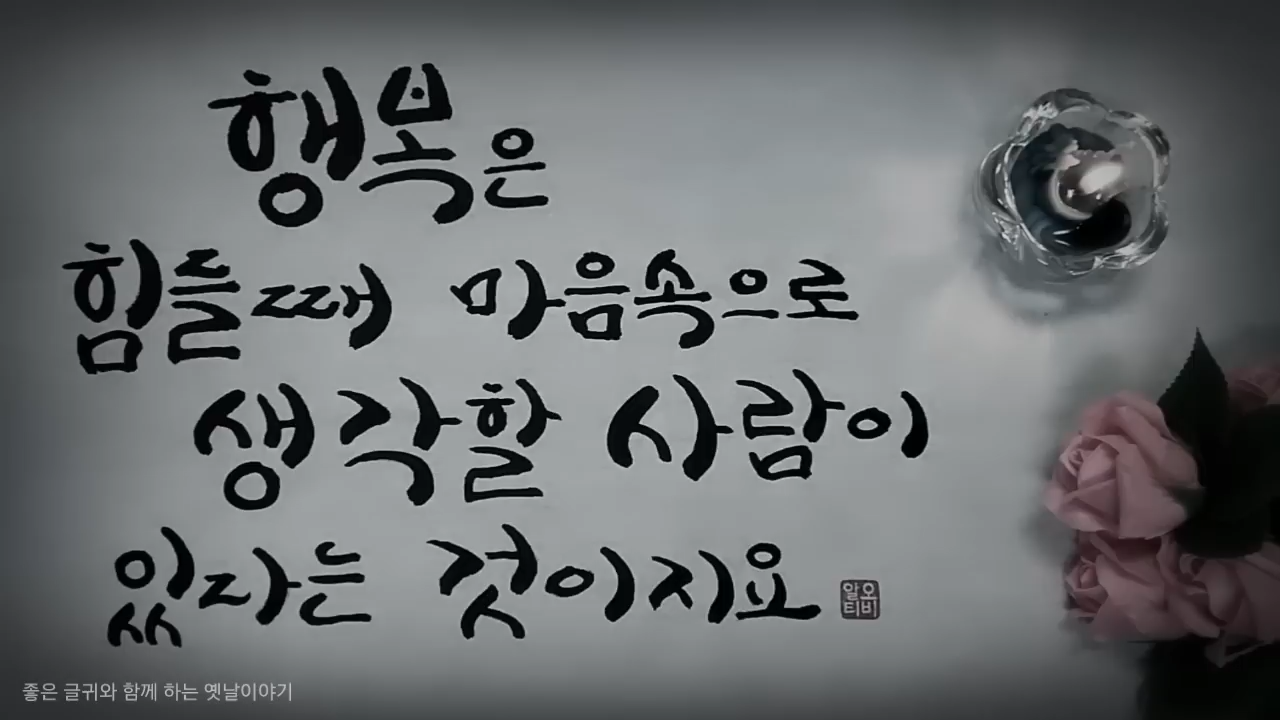 행복은
힘들때 마음속으로
생각할 사람이
있다는 것이지요
알오
티비
좋은 글귀와 함께 하는 옛날이야기